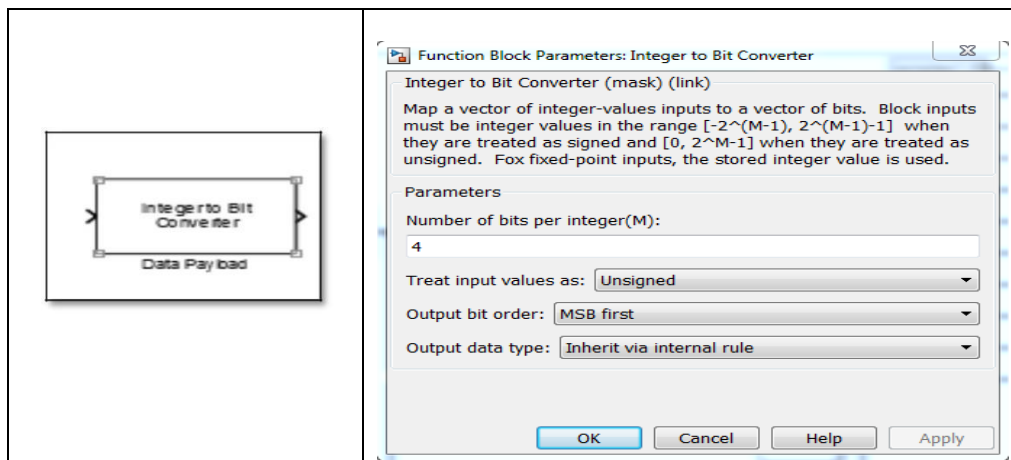 Integer to Bit
Converter
Data Payload
Function Block Parameters: Integer to Bit Converter
Integer to Bit Converter (mask) (link)
Map a vector of integer-values inputs to a vector of bits. Block inputs
must be integer values in the range [-2^(M-1), 2^(M-1)-1] when
they are treated as signed and [0, 2^M-1] when they are treated as
unsigned. Fox fixed-point inputs, the stored integer value is used.
Parameters
Number of bits per integer(M):
4
Treat input values as: Unsigned
Output bit order: MSB first
Output data type: Inherit via internal rule
OK Cancel Help Apply